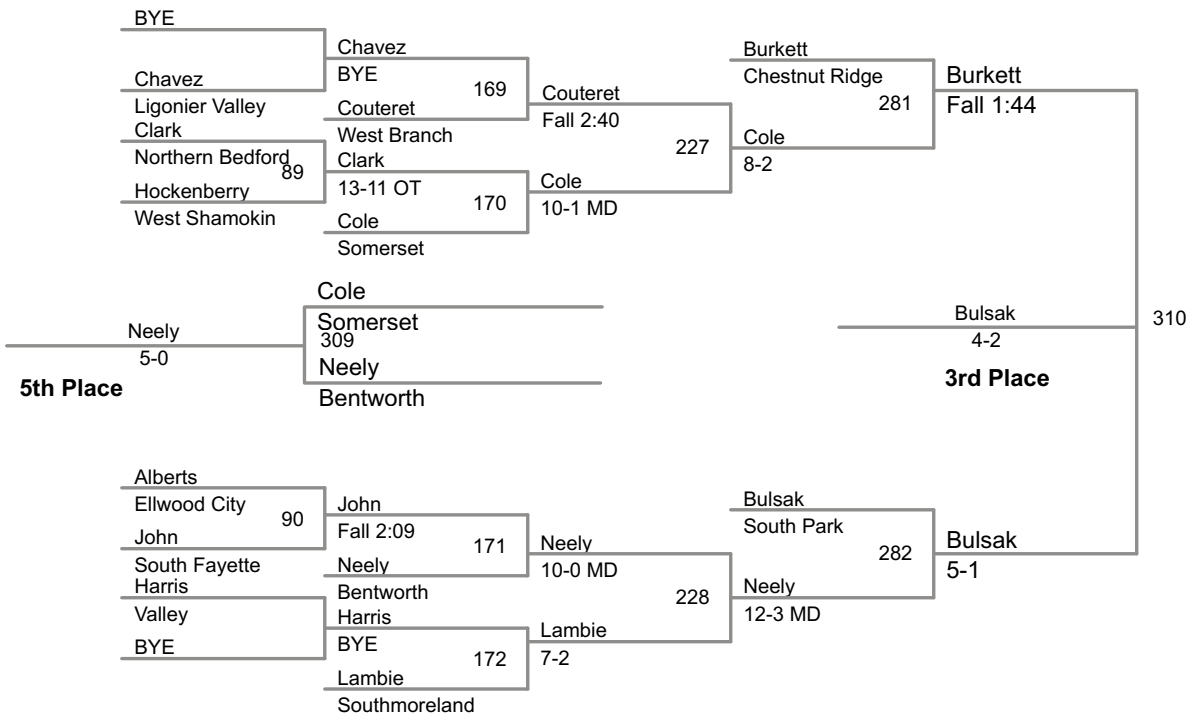 BYE
Chavez
Ligonier Valley
Clark
Northern Bedford
89
Hockenberry
West Shamokin
Chavez
BYE
169
Couteret
West Branch
Clark
13-11 OT
170
Cole
Somerset
Couteret
Fall 2:40
227
Cole
10-1 MD
Burkett
Chestnut Ridge
281
Cole
8-2
Burkett
Fall 1:44
Neely
5-0
5th Place
Cole
Somerset
309
Neely
Bentworth
Bulsak
4-2
3rd Place
310
Alberts
Ellwood City
90
John
South Fayette
Harris
Valley
BYE
John
Fall 2:09
171
Neely
Bentworth
Harris
BYE
172
Lambie
Southmoreland
Neely
10-0 MD
228
Lambie
7-2
Bulsak
South Park
282
Neely
12-3 MD
Bulsak
5-1